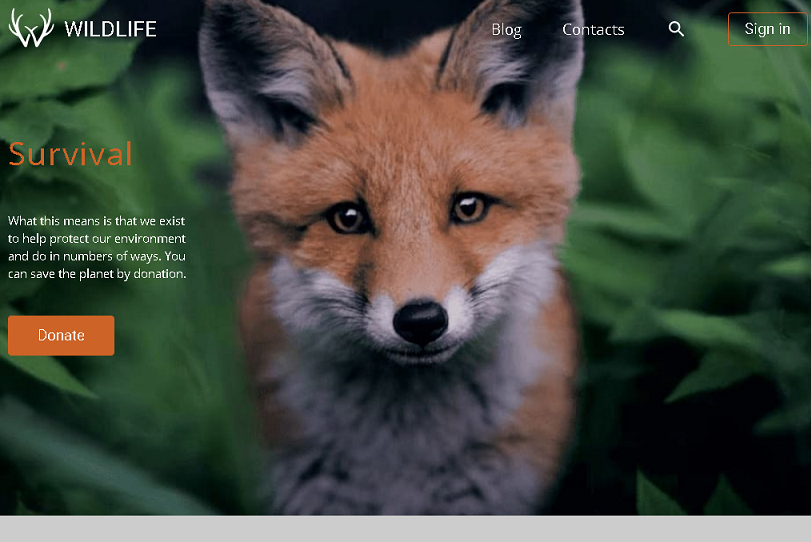 WILDLIFE
Blog
Contacts
Sign in
Survival
What this means is that we exist
to help protect our environment
and do in numbers of ways. You
can save the planet by donation.
Donate